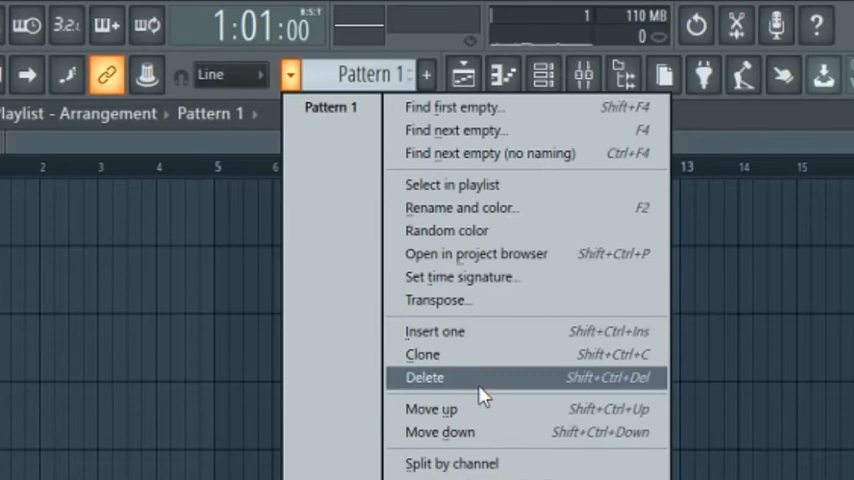 3.2.
1:01:00
B:S:T
1
110 MB
0
?
Line
Pattern 1
+
Playlist - Arrangement
Pattern 1
2
3
4
5
6
13
14
15
Pattern 1
Find first empty... Shift+F4
Find next empty... F4
Find next empty (no naming) Ctrl+F4
Select in playlist
Rename and color... F2
Random color
Open in project browser Shift+Ctrl+P
Set time signature...
Transpose...
Insert one Shift+Ctrl+Ins
Clone Shift+Ctrl+C
Delete Shift+Ctrl+Del
Move up Shift+Ctrl+Up
Move down Shift+Ctrl+Down
Split by channel